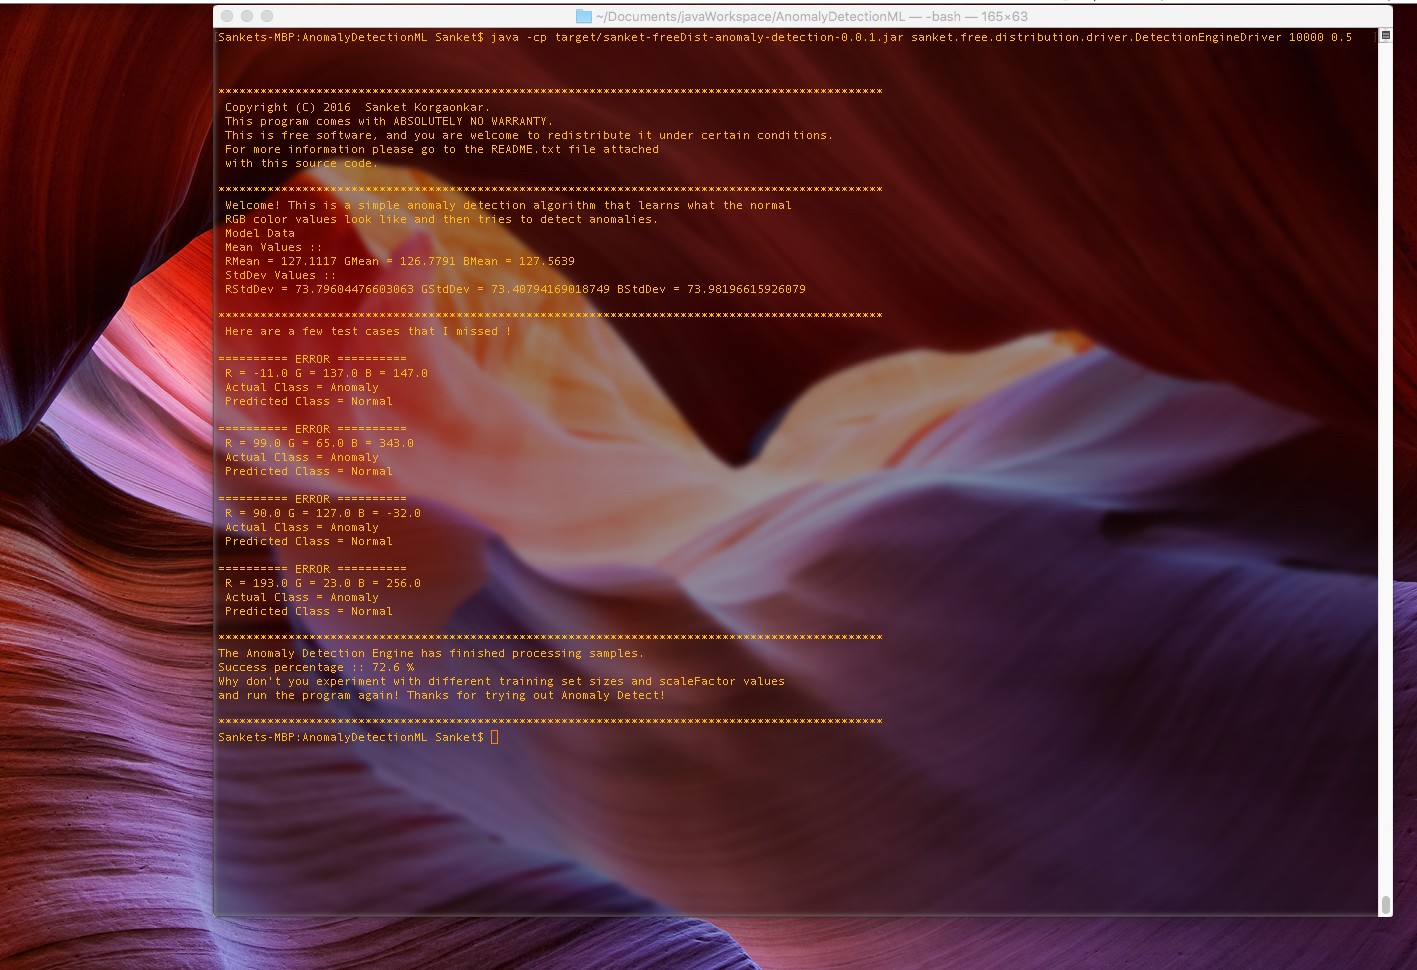 ~/Documents/javaWorkspace/AnomalyDetectionML — -bash — 165×63
Sankets-MBP:AnomalyDetectionML Sanket$ java -cp target/sanket-freeDist-anomaly-detection-0.0.1.jar sanket.free.distribution.driver.DetectionEngineDriver 10000 0.5
***********************************************************************************************
Copyright (C) 2016  Sanket Korgaonkar.
This program comes with ABSOLUTELY NO WARRANTY.
This is free software, and you are welcome to redistribute it under certain conditions.
For more information please go to the README.txt file attached
with this source code.
***********************************************************************************************
Welcome! This is a simple anomaly detection algorithm that learns what the normal
RGB color values look like and then tries to detect anomalies.
Model Data
Mean Values ::
RMean = 127.1117 GMean = 126.7791 BMean = 127.5639
StdDev Values ::
RStdDev = 73.79604476603063 GStdDev = 73.40794169018749 BStdDev = 73.98196615926079
***********************************************************************************************
Here are a few test cases that I missed !
========== ERROR ==========
R = -11.0 G = 137.0 B = 147.0
Actual Class = Anomaly
Predicted Class = Normal
========== ERROR ==========
R = 99.0 G = 65.0 B = 343.0
Actual Class = Anomaly
Predicted Class = Normal
========== ERROR ==========
R = 90.0 G = 127.0 B = -32.0
Actual Class = Anomaly
Predicted Class = Normal
========== ERROR ==========
R = 193.0 G = 23.0 B = 256.0
Actual Class = Anomaly
Predicted Class = Normal
***********************************************************************************************
The Anomaly Detection Engine has finished processing samples.
Success percentage :: 72.6 %
Why don't you experiment with different training set sizes and scaleFactor values
and run the program again! Thanks for trying out Anomaly Detect!
***********************************************************************************************
Sankets-MBP:AnomalyDetectionML Sanket$